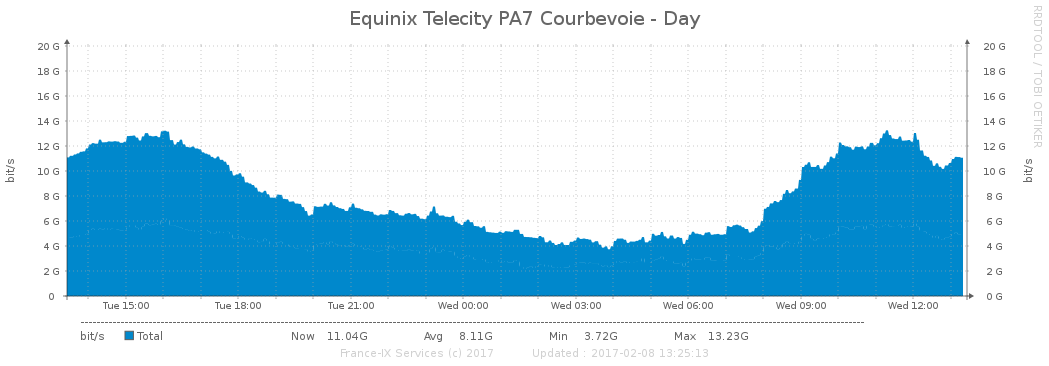 Equinix Telecity PA7 Courbevoie - Day
RRDTOOL / TOBI OETIKER
bit/s
20 G 20 G
18 G 18 G
16 G 16 G
14 G 14 G
12 G 12 G
10 G 10 G
8 G 8 G
6 G 6 G
4 G 4 G
2 G 2 G
0 0 G
bit/s
Tue 15:00 Tue 18:00 Tue 21:00 Wed 00:00 Wed 03:00 Wed 06:00 Wed 09:00 Wed 12:00
bit/s Total Now 11.04G Avg 8.11G Min 3.72G Max 13.23G
France-IX Services (c) 2017 Updated : 2017-02-08 13:25:13